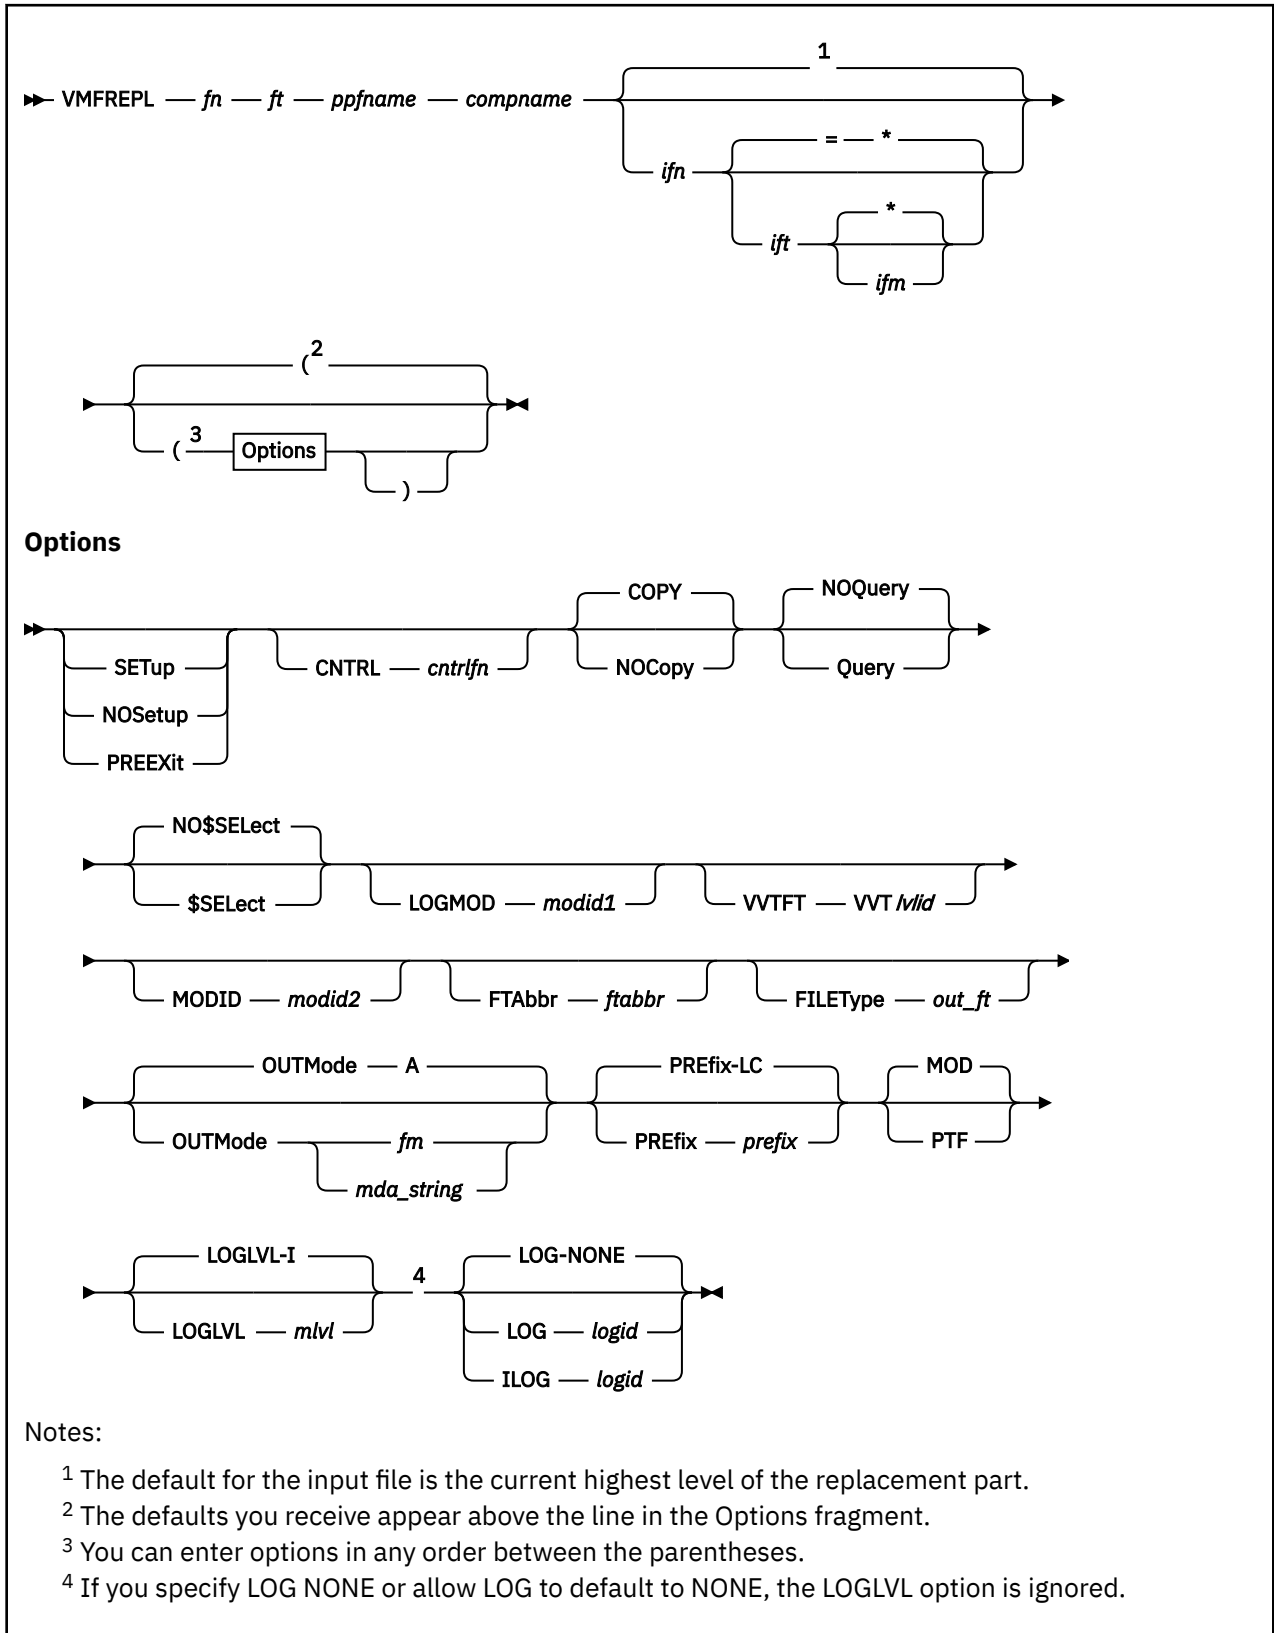 1
VMFREPL fn ft ppfname compname
= *
ifn
*
ift
ifm
( 2
( 3 Options
)
Options
COPY NOQuery
SETup CNTRL cntrlfn NOCopy Query
NOSetup
PREEXit
NO$SELect
$SELect LOGMOD modid1 VVTFT VVT lvlid
MODID modid2 FTAbbr ftabbr FILEType out_ft
OUTMode A PREfix-LC MOD
OUTMode fm PREfix prefix PTF
mda_string
LOGLVL-I 4 LOG-NONE
LOGLVL mlvl LOG logid
ILOG logid
Notes:
1 The default for the input file is the current highest level of the replacement part.
2 The defaults you receive appear above the line in the Options fragment.
3 You can enter options in any order between the parentheses.
4 If you specify LOG NONE or allow LOG to default to NONE, the LOGLVL option is ignored.